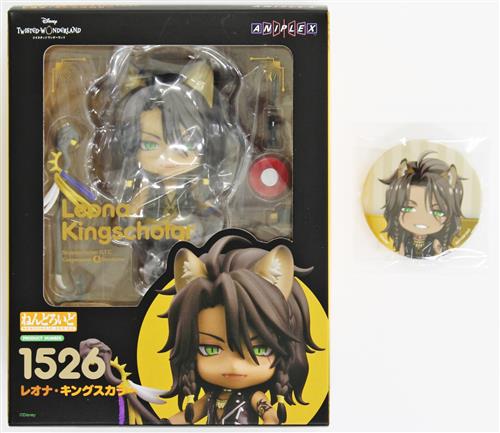 Disney
TWISTED-WONDERLAND
ANIPLEX
Leona
Kingscholar
ねんどろいど
PRODUCT NUMBER
1526
レオナ・キングスカラー
©Disney